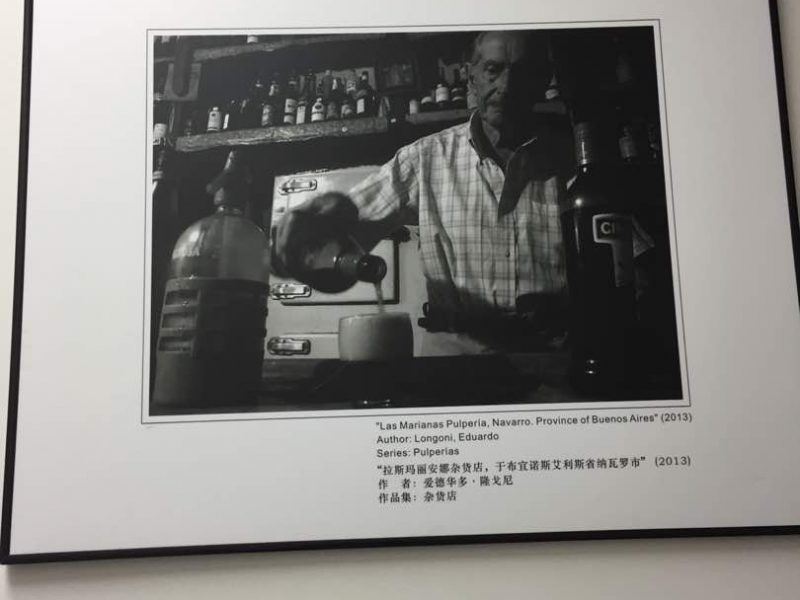 "Las Marianas Pulpería, Navarro. Province of Buenos Aires" (2013)
Author: Longoni, Eduardo
Series: Pulperías
“拉斯玛丽安娜杂货店，于布宜诺斯艾利斯省纳瓦罗市” (2013)
作 者：爱德华多·隆戈尼
作品集：杂货店